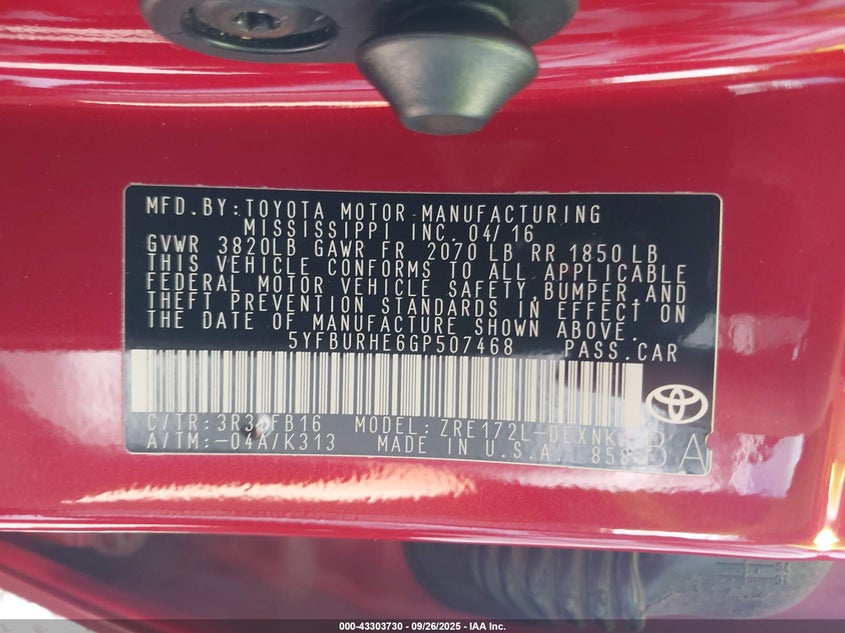 MFD.BY:TOYOTA MOTOR MANUFACTURING
MISSISSIPPI INC. 04/16
GVWR 3820LB GAWR FR 2070 LB RR 1850 LB
THIS VEHICLE CONFORMS TO ALL APPLICABLE
FEDERAL MOTOR VEHICLE SAFETY,BUMPER,AND
THEFT PREVENTION STANDARDS IN EFFECT ON
THE DATE OF MANUFACTURE SHOWN ABOVE.
5YFBURHE6GP507468 PASS.CAR
C/TR: FB16 MODEL:
A/TM:-04A/K313 MADE IN U.S.A. BA
000-43303730 - 09/26/2025 - IAA Inc.